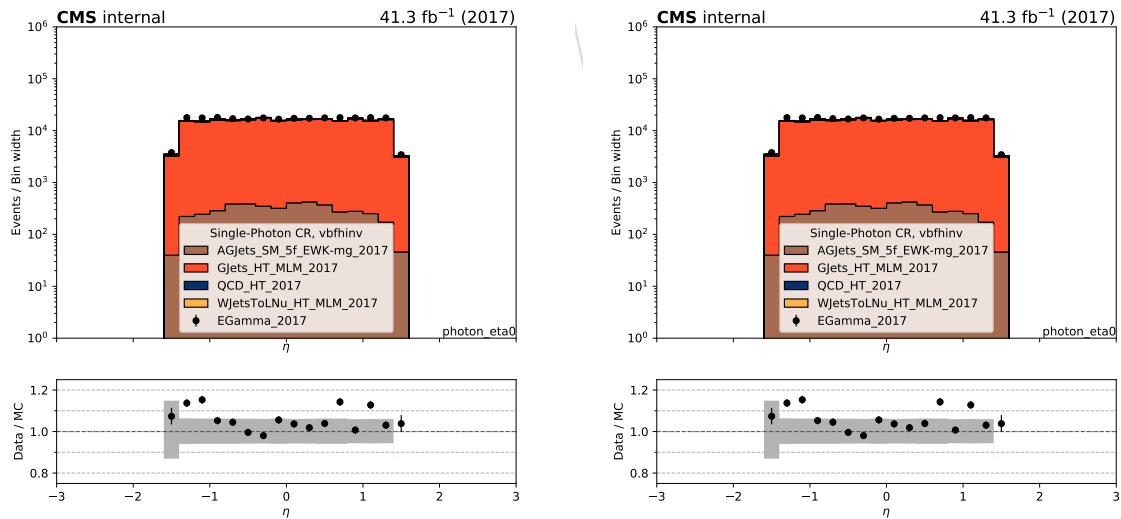 CMS internal 41.3 fb⁻¹ (2017)
10⁶
10⁵
10⁴
10³
10²
10¹
10⁰
Events / Bin width
Single-Photon CR, vbfhinv
AGJets_SM_5f_EWK-mg_2017
GJets_HT_MLM_2017
QCD_HT_2017
WJetsToLNu_HT_MLM_2017
EGamma_2017
photon_eta0
η
1.2
1.0
0.8
Data / MC
−3 −2 −1 0 1 2 3
η
CMS internal 41.3 fb⁻¹ (2017)
10⁶
10⁵
10⁴
10³
10²
10¹
10⁰
Events / Bin width
Single-Photon CR, vbfhinv
AGJets_SM_5f_EWK-mg_2017
GJets_HT_MLM_2017
QCD_HT_2017
WJetsToLNu_HT_MLM_2017
EGamma_2017
photon_eta0
η
1.2
1.0
0.8
Data / MC
−3 −2 −1 0 1 2 3
η